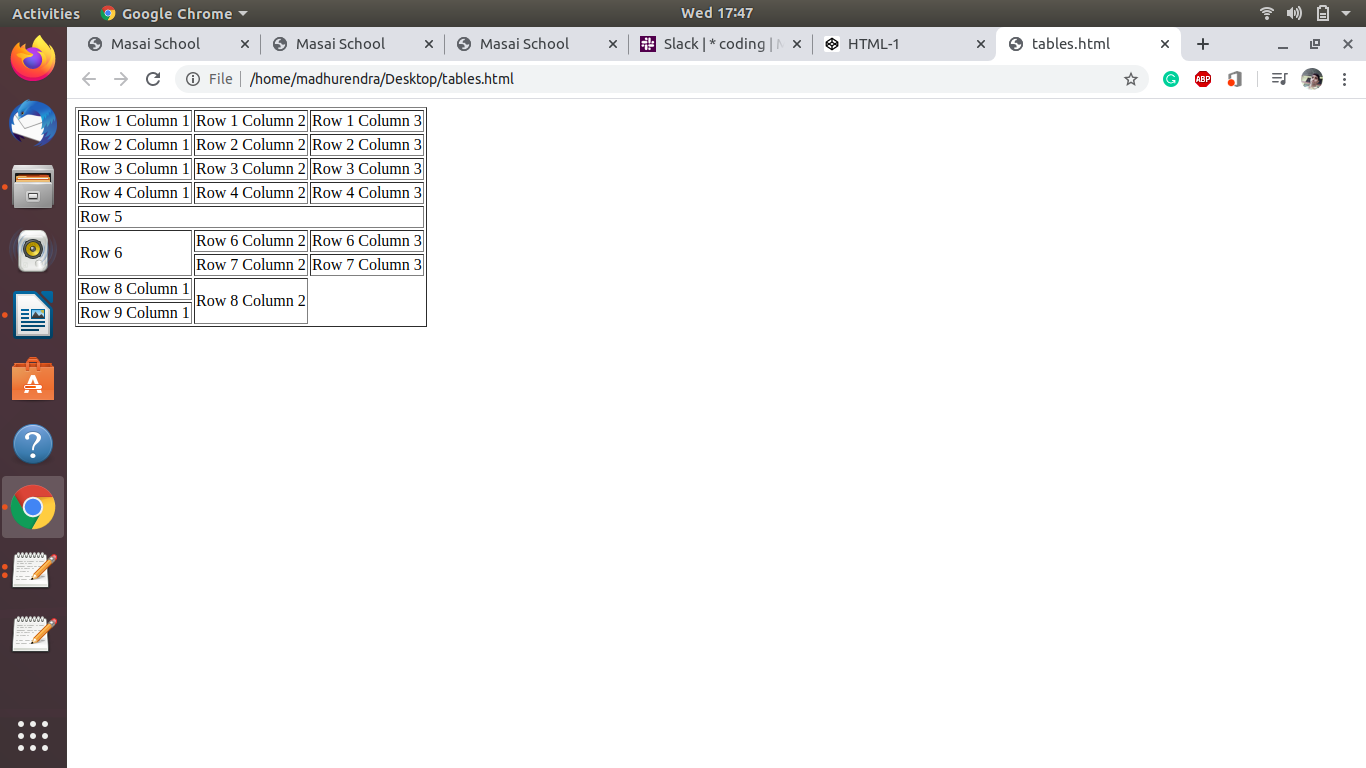 Activities Google Chrome Wed 17:47
Masai School Masai School Masai School Slack | * coding | M HTML-1 tables.html
File /home/madhurendra/Desktop/tables.html ABP
Row 1 Column 1 Row 1 Column 2 Row 1 Column 3
Row 2 Column 1 Row 2 Column 2 Row 2 Column 3
Row 3 Column 1 Row 3 Column 2 Row 3 Column 3
Row 4 Column 1 Row 4 Column 2 Row 4 Column 3
Row 5
Row 6 Row 6 Column 2 Row 6 Column 3
Row 7 Column 2 Row 7 Column 3
Row 8 Column 1 Row 8 Column 2
Row 9 Column 1